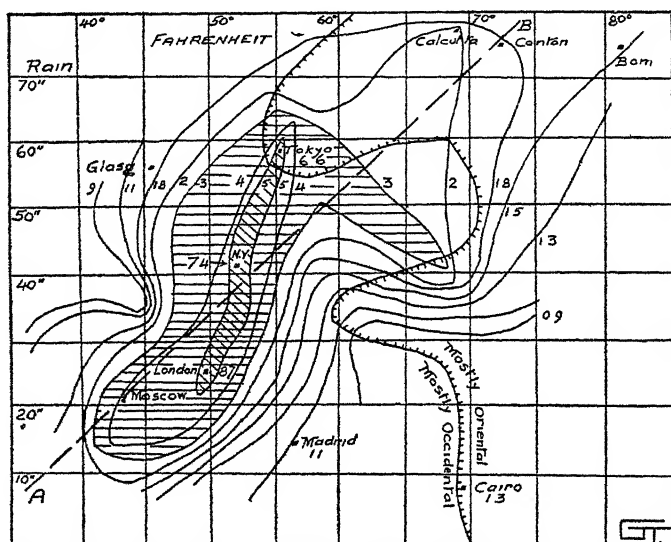 40° 50° 60° 70° 80°
FAHRENHEIT
Rain
Calcutta
B
Canton
Bom
70"
60"
Tokyo
66
Glasg
9 11 18 2 3 4 5 5 4 3 2 18
50"
15
13
N.Y.
74
40"
09
30"
London 87
Moscow
Mostly Oriental
Mostly Occidental
20"
Madrid
11
10"
A
Cairo
13